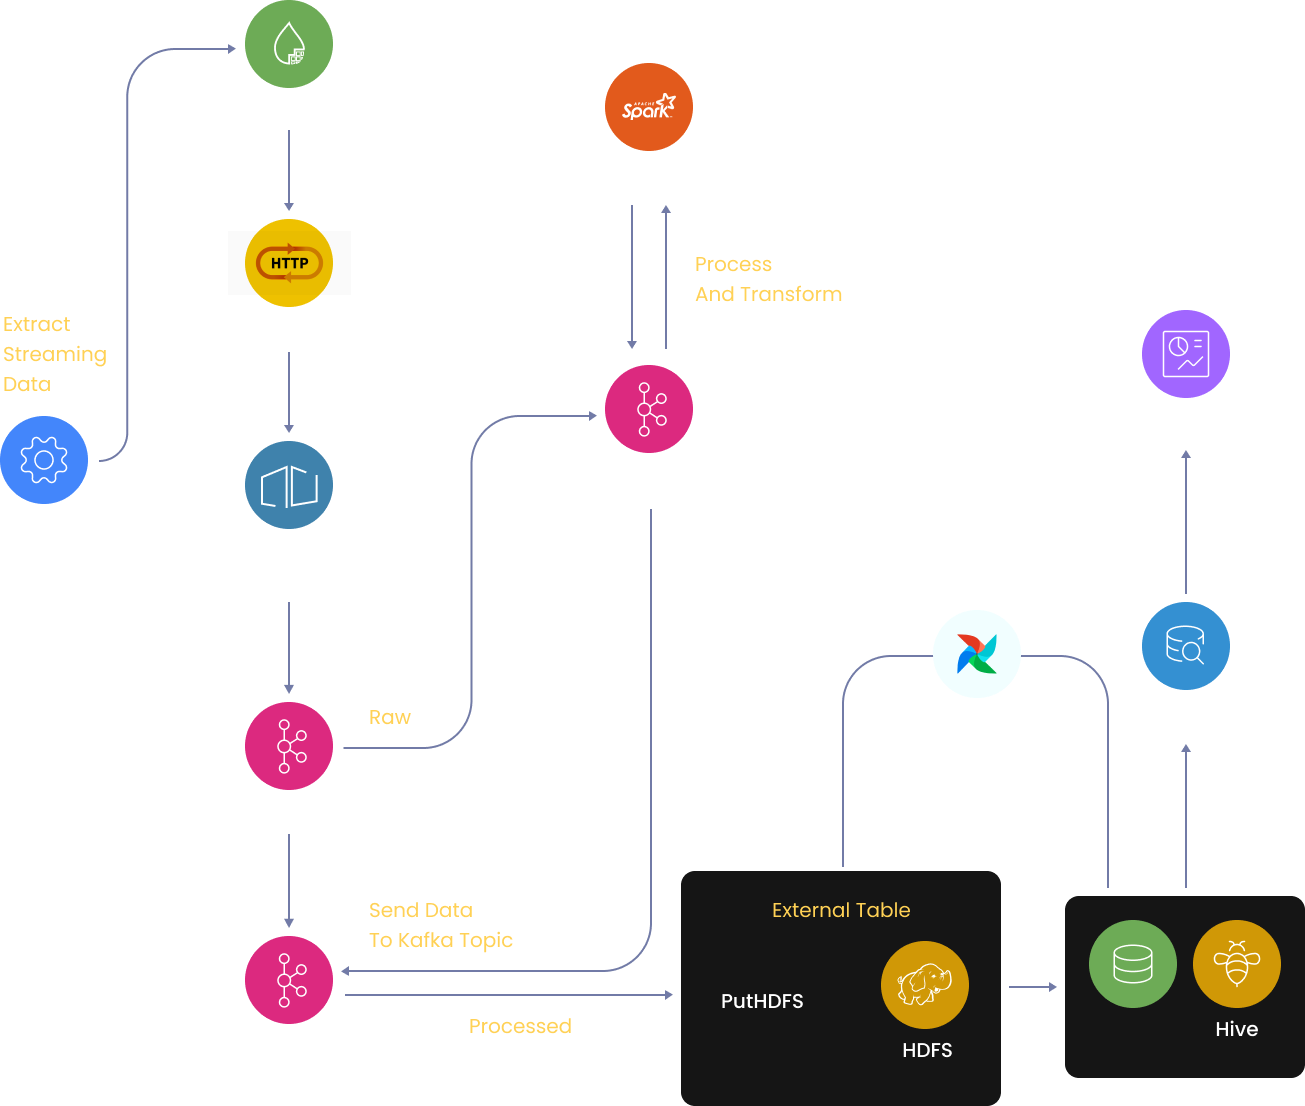 APACHE
Spark
HTTP
Process
And Transform
Extract
Streaming
Data
Raw
Send Data
To Kafka Topic
External Table
PutHDFS
Processed
HDFS
Hive